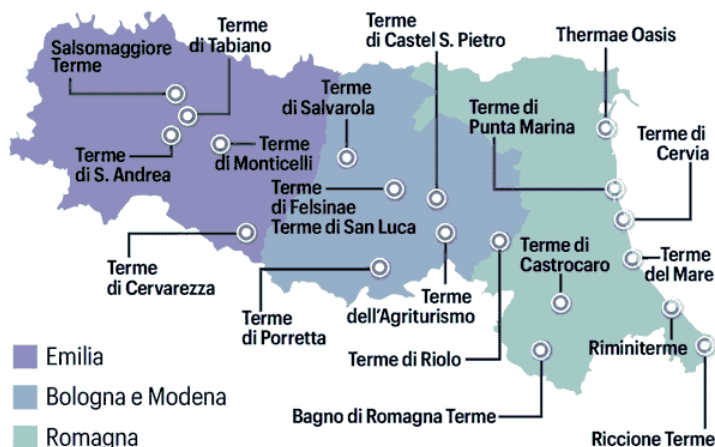 Salsomaggiore
Terme
Terme
di Tabiano
Terme
di Castel S. Pietro
Thermae Oasis
Terme
di Salvarola
Terme di
Punta Marina
Terme di
Cervia
Terme
di S. Andrea
Terme
di Monticelli
Terme
di Felsinae
Terme di San Luca
Terme
di Cervarezza
Terme di
Castrocaro
Terme
del Mare
Terme
di Porretta
Terme
dell'Agriturismo
Terme di Riolo
Riminiterme
Bagno di Romagna Terme
Riccione Terme
Emilia
Bologna e Modena
Romagna